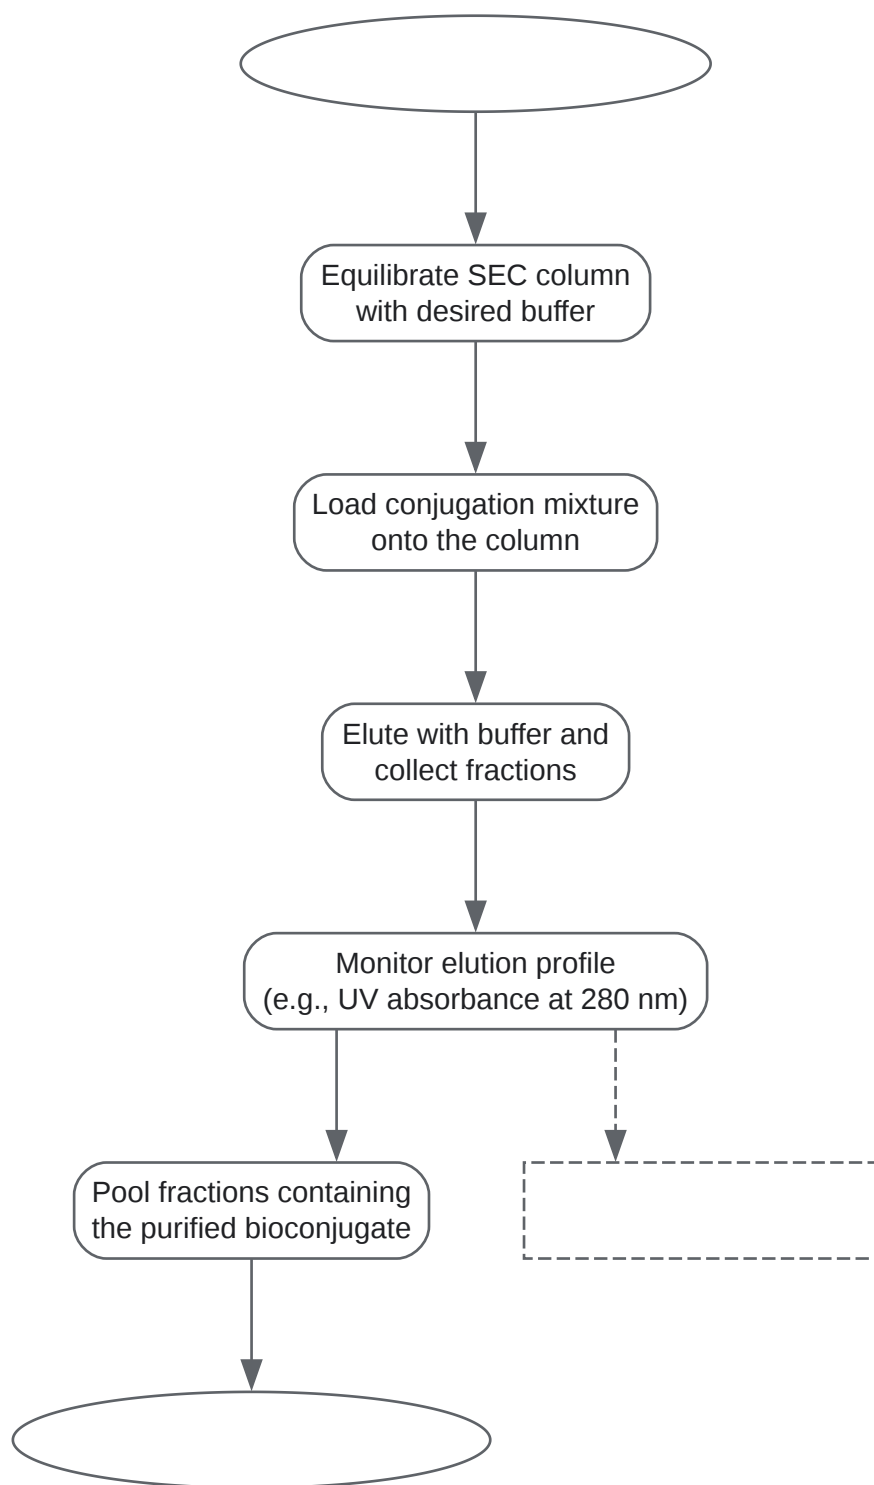 Equilibrate SEC column
with desired buffer
Load conjugation mixture
onto the column
Elute with buffer and
collect fractions
Monitor elution profile
(e.g., UV absorbance at 280 nm)
Pool fractions containing
the purified bioconjugate